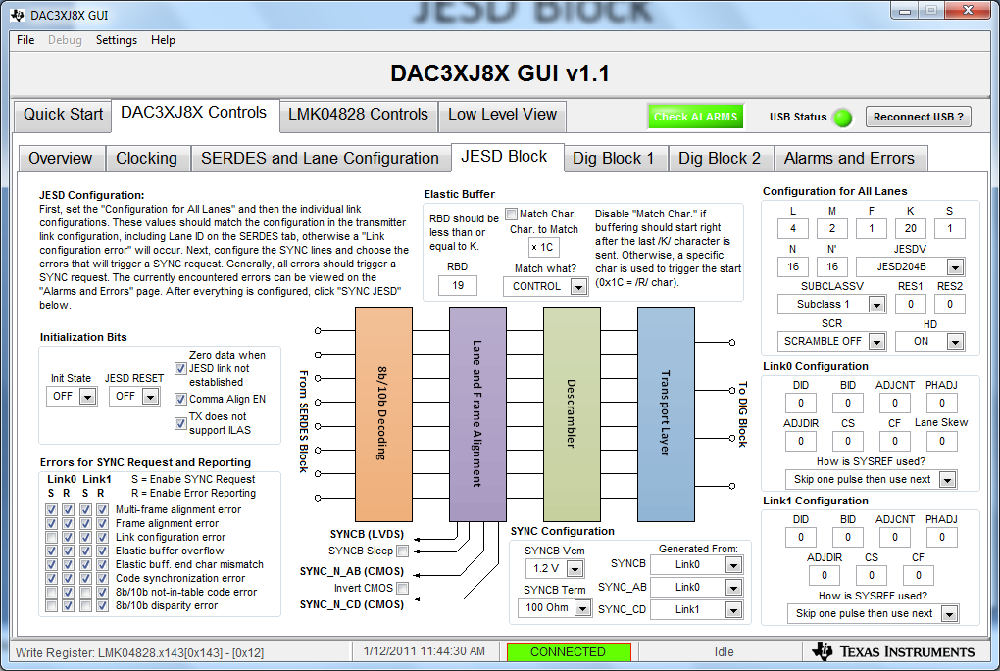 JESD Block
DAC3XJ8X GUI
File Debug Settings Help
DAC3XJ8X GUI v1.1
Quick Start DAC3XJ8X Controls LMK04828 Controls Low Level View
Check ALARMS USB Status Reconnect USB ?
Overview Clocking SERDES and Lane Configuration JESD Block Dig Block 1 Dig Block 2 Alarms and Errors
JESD Configuration:
First, set the "Configuration for All Lanes" and then the individual link
configurations. These values should match the configuration in the transmitter
link configuration, including Lane ID on the SERDES tab, otherwise a "Link
configuration error" will occur. Next, configure the SYNC lines and choose the
errors that will trigger a SYNC request. Generally, all errors should trigger a
SYNC request. The currently encountered errors can be viewed on the
"Alarms and Errors" page. After everything is configured, click "SYNC JESD"
below.
Elastic Buffer
RBD should be
less than or
equal to K.
RBD
19
Match Char.
Char. to Match
x 1C
Match what?
CONTROL
Disable "Match Char." if
buffering should start right
after the last /K/ character is
sent. Otherwise, a specific
char is used to trigger the start
(0x1C = /R/ char).
Configuration for All Lanes
L M F K S
4 2 1 20 1
N N' JESDV
16 16 JESD204B
SUBCLASSV RES1 RES2
Subclass 1 0 0
SCR HD
SCRAMBLE OFF ON
Initialization Bits
Init State JESD RESET
OFF OFF
Zero data when
JESD link not
established
Comma Align EN
TX does not
support ILAS
Errors for SYNC Request and Reporting
Link0 Link1 S = Enable SYNC Request
S R S R R = Enable Error Reporting
Multi-frame alignment error
Frame alignment error
Link configuration error
Elastic buffer overflow
Elastic buff. end char mismatch
Code synchronization error
8b/10b not-in-table code error
8b/10b disparity error
From SERDES Block
8b/10b Decoding
Lane and Frame Alignment
Descrambler
Transport Layer
To DIG Block
SYNCB (LVDS)
SYNCB Sleep
SYNC_N_AB (CMOS)
Invert CMOS
SYNC_N_CD (CMOS)
SYNC Configuration
SYNCB Vcm
1.2 V
SYNCB Term
100 Ohm
Generated From:
SYNCB Link0
SYNC_AB Link0
SYNC_CD Link1
Link0 Configuration
DID BID ADJCNT PHADJ
0 0 0 0
ADJDIR CS CF Lane Skew
0 0 0 0
How is SYSREF used?
Skip one pulse then use next
Link1 Configuration
DID BID ADJCNT PHADJ
0 0 0 0
ADJDIR CS CF
0 0 0
How is SYSREF used?
Skip one pulse then use next
Write Register: LMK04828.x143[0x143] - [0x12] 1/12/2011 11:44:30 AM CONNECTED Idle TEXAS INSTRUMENTS